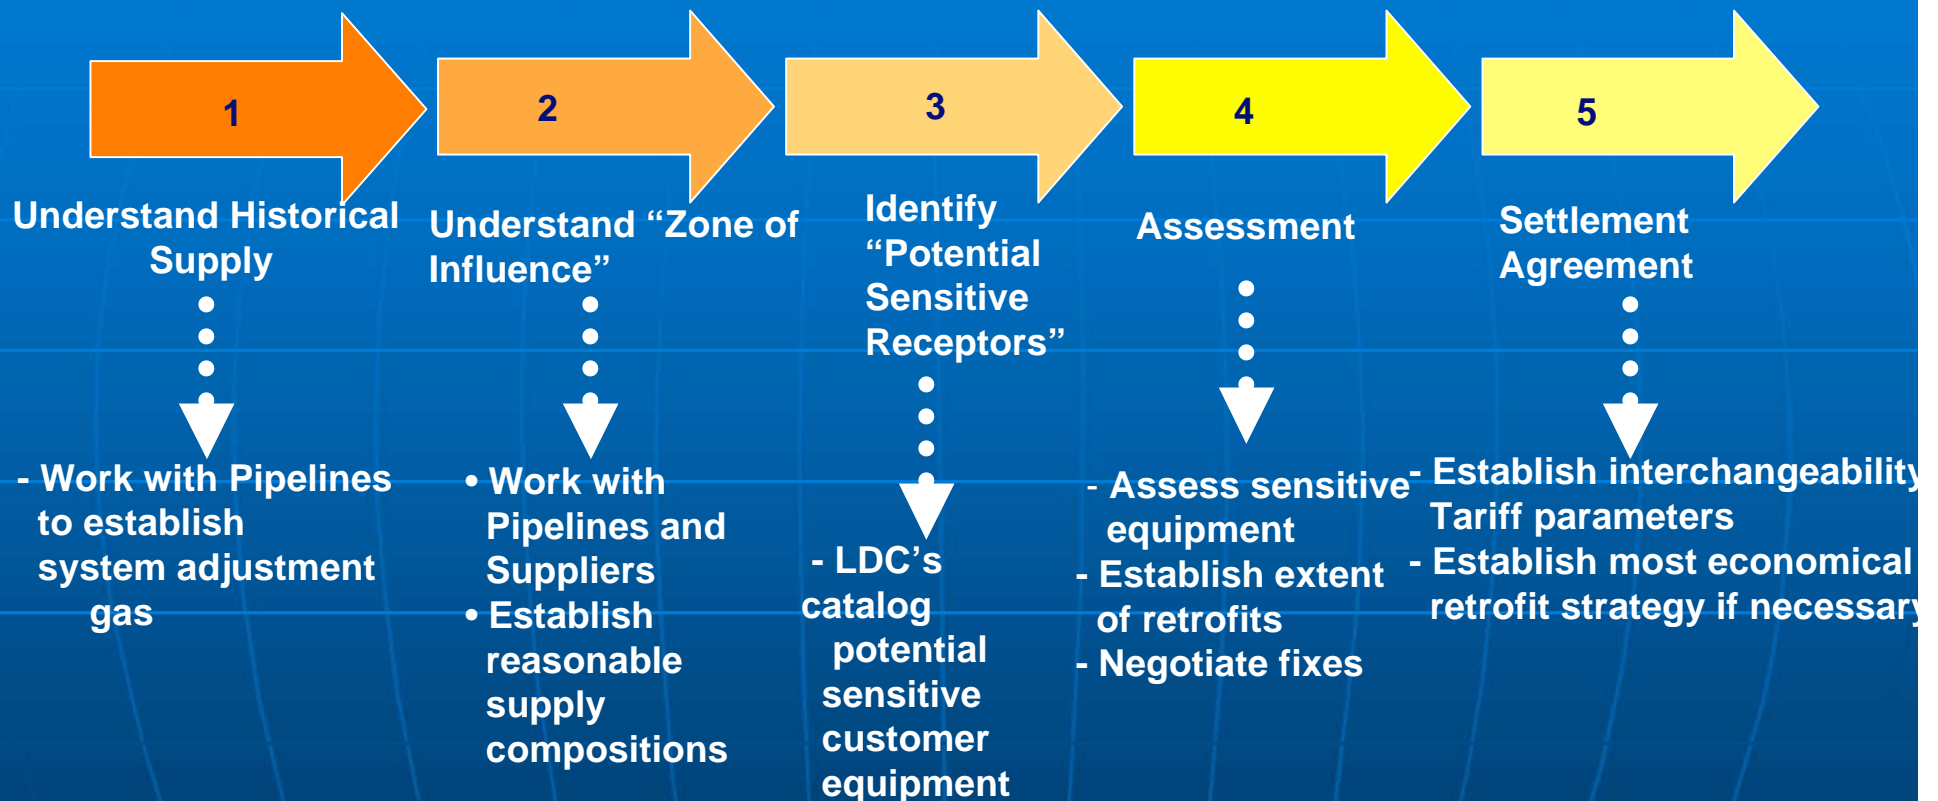 1
2
3
4
5
Understand Historical
Supply
Understand “Zone of
Influence”
Identify
“Potential
Sensitive
Receptors”
Assessment
Settlement
Agreement
- Work with Pipelines
to establish
system adjustment
gas
• Work with
Pipelines and
Suppliers
• Establish
reasonable
supply
compositions
- LDC’s
catalog
potential
sensitive
customer
equipment
- Assess sensitive
equipment
- Establish extent
of retrofits
- Negotiate fixes
- Establish interchangeability
Tariff parameters
- Establish most economical
retrofit strategy if necessary